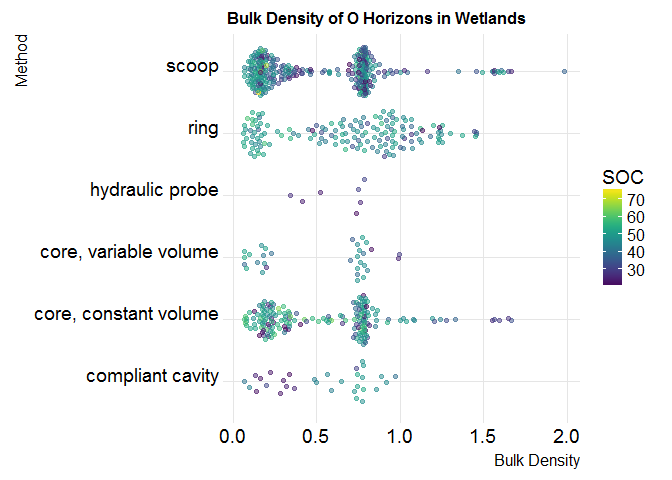 Bulk Density of O Horizons in Wetlands
Method
scoop
ring
hydraulic probe
core, variable volume
core, constant volume
compliant cavity
0.0 0.5 1.0 1.5 2.0
Bulk Density
SOC
70
60
50
40
30